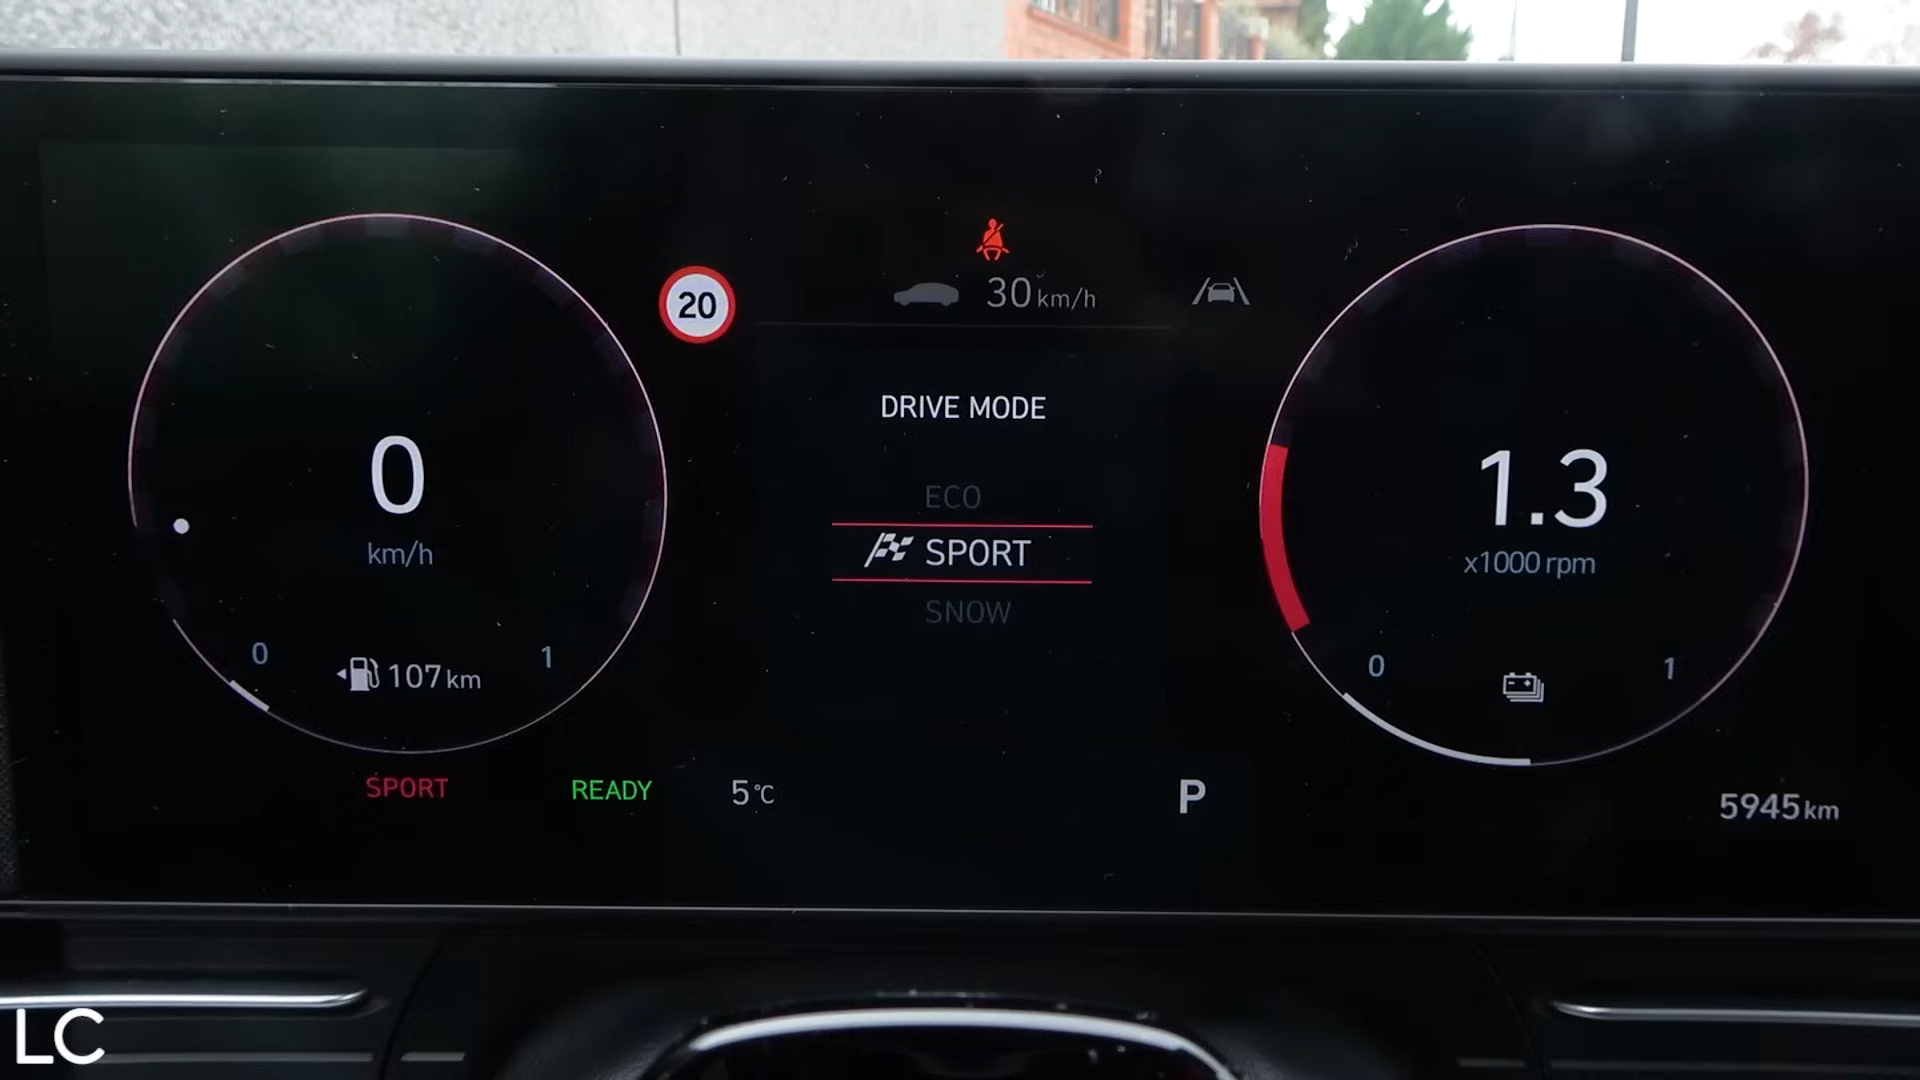 20
30 km/h
DRIVE MODE
ECO
SPORT
SNOW
0
km/h
0
1
107 km
1.3
x1000 rpm
0
1
SPORT
READY
5 °C
P
5945 km
LC